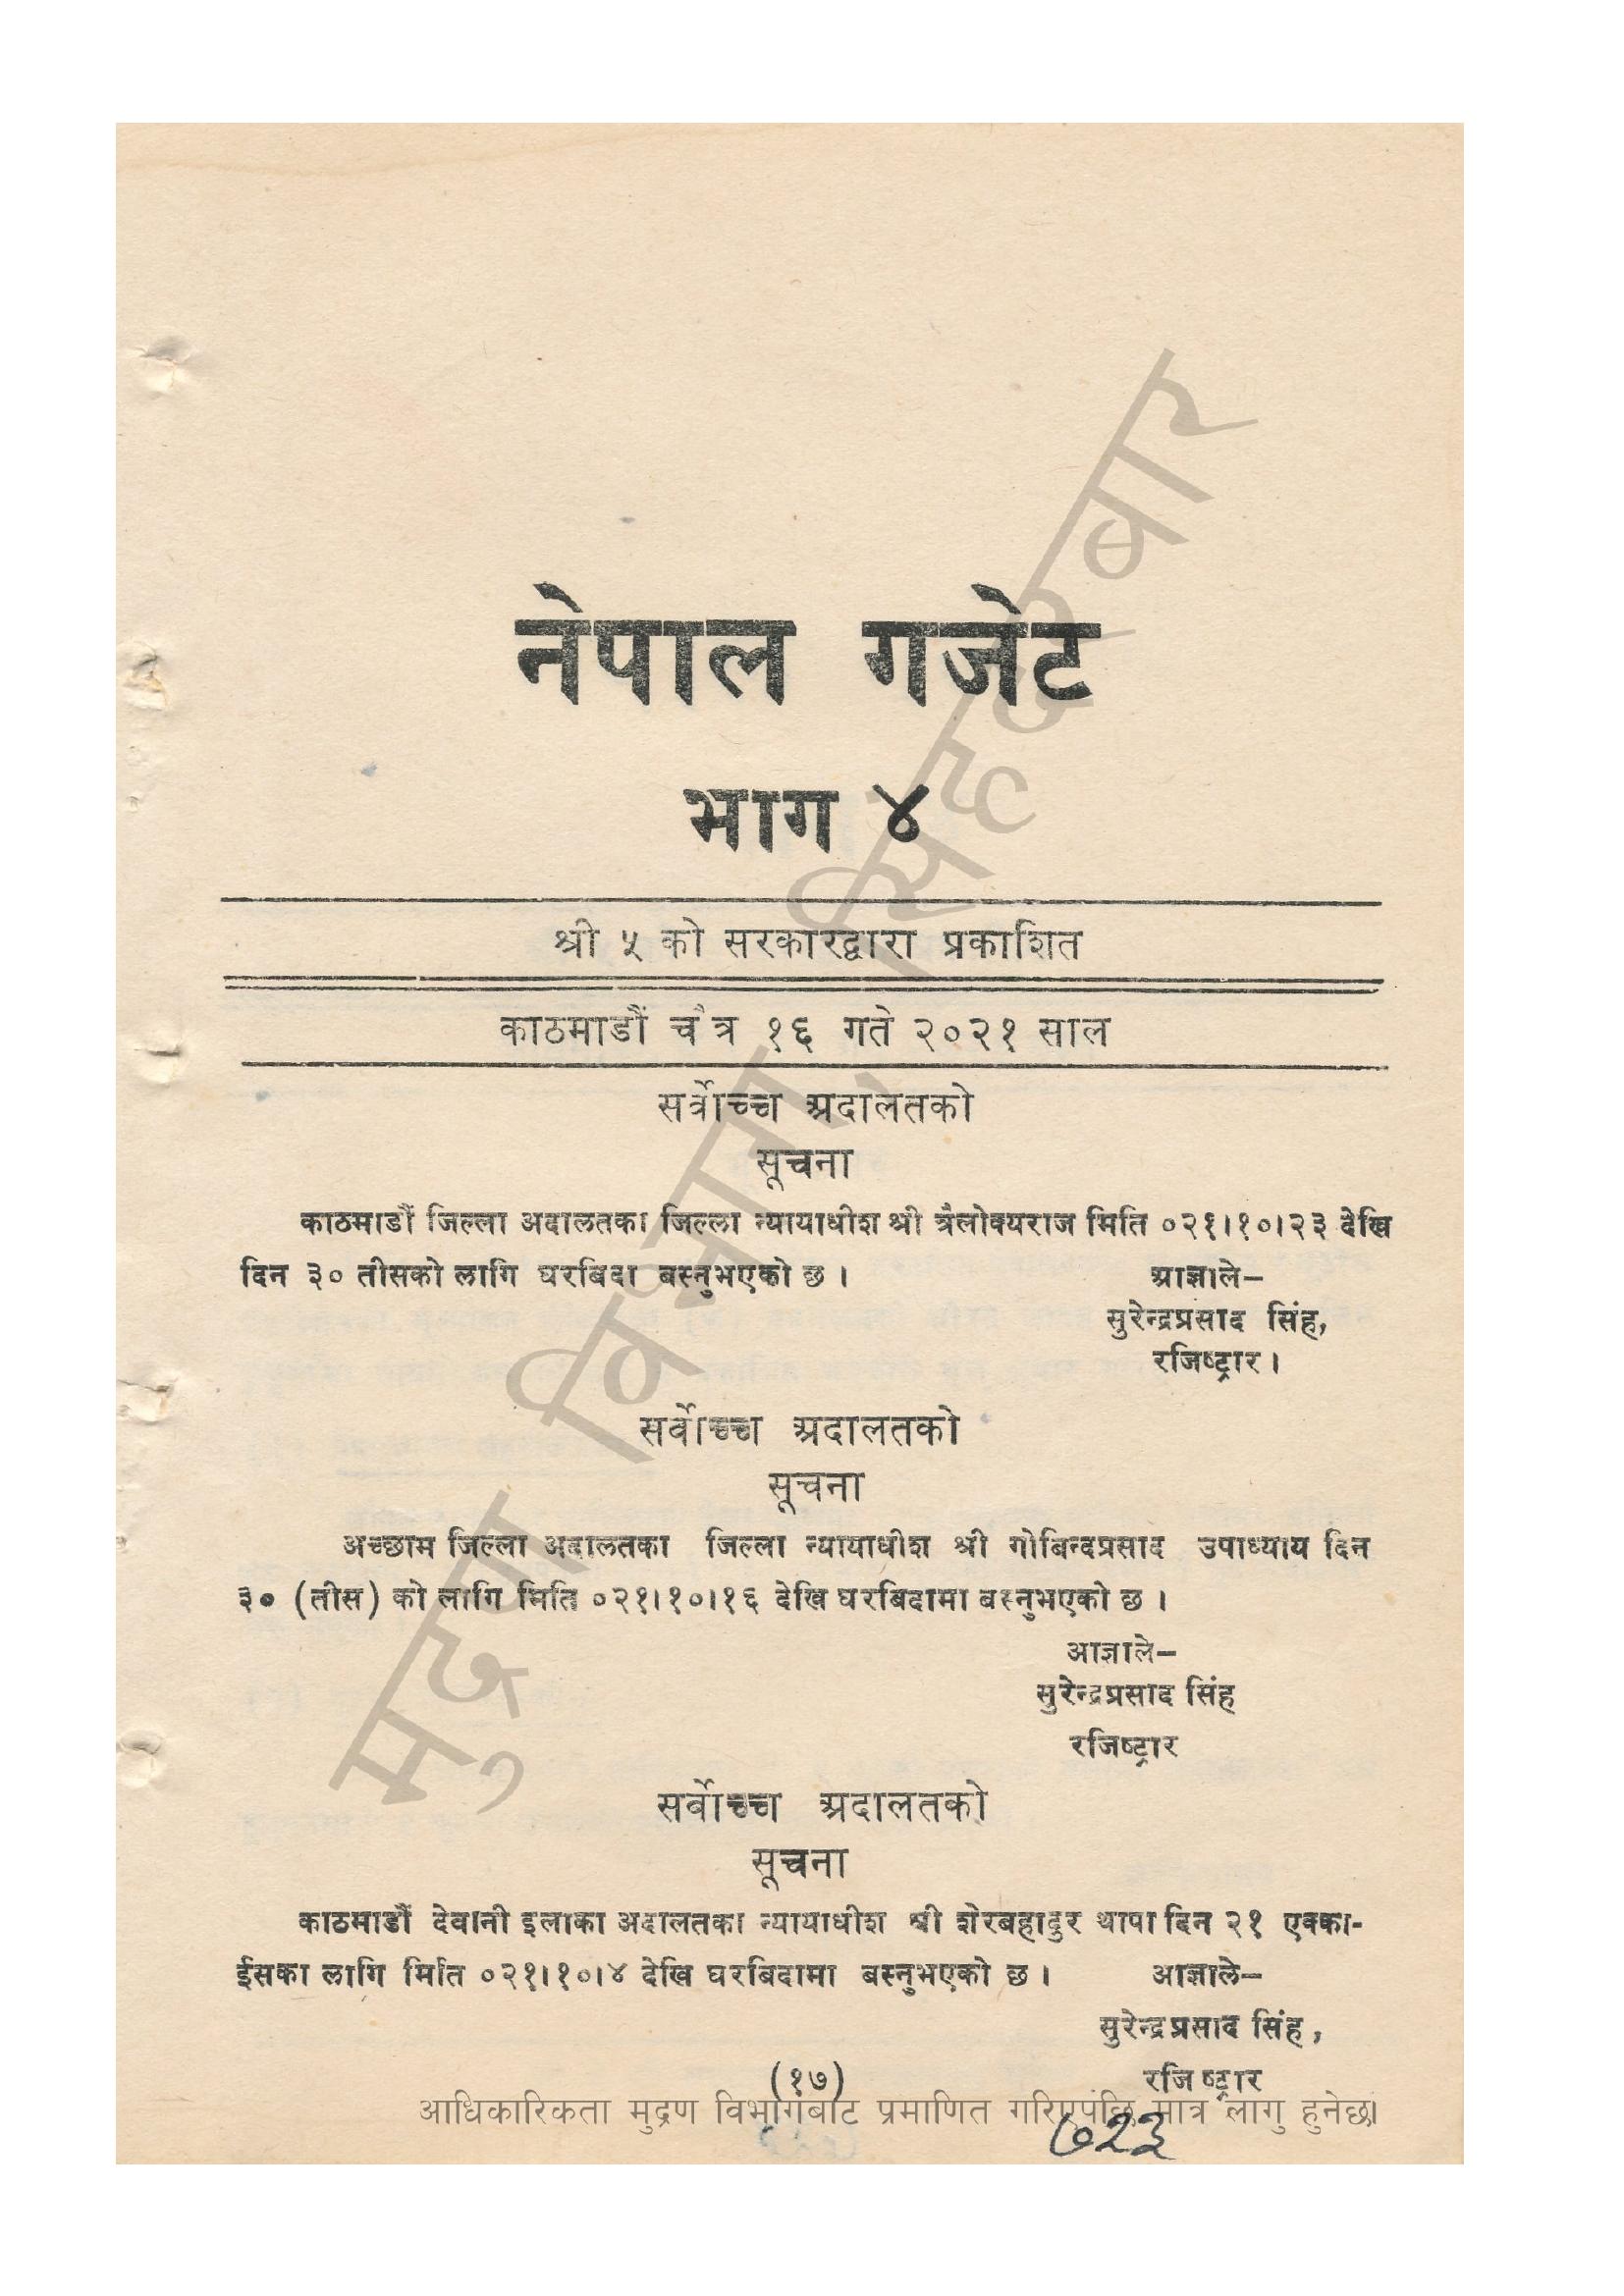 नेपाल गजेट
भाग ४
श्री ५ को सरकारद्वारा प्रकाशित
काठमाडौं चैत्र १६ गते २०२१ साल
सर्वोच्च अदालतको
सूचना
काठमाडौं जिल्ला अदालतका जिल्ला न्यायाधीश श्री त्रैलोक्यराज मिति ०२१।१०।२३ देखि
दिन ३० तीसको लागि घरबिदा बस्नुभएको छ ।
आज्ञाले–
सुरेन्द्रप्रसाद सिंह,
रजिष्ट्रार ।
सर्वोच्च अदालतको
सूचना
अच्छाम जिल्ला अदालतका जिल्ला न्यायाधीश श्री गोबिन्दप्रसाद उपाध्याय दिन
३० (तीस) को लागि मिति ०२१।१०।१६ देखि घरबिदामा बस्नुभएको छ ।
आज्ञाले–
सुरेन्द्रप्रसाद सिंह
रजिष्ट्रार
सर्वोच्च अदालतको
सूचना
काठमाडौं देवानी इलाका अदालतका न्यायाधीश श्री शेरबहादुर थापा दिन २१ एक्का-
ईसका लागि मिति ०२१।१०।४ देखि घरबिदामा बस्नुभएको छ ।
आज्ञाले–
सुरेन्द्रप्रसाद सिंह,
रजिष्ट्रार
(१७)
आधिकारिकता मुद्रण विभागबाट प्रमाणित गरिएपछि मात्र लागु हुनेछ।
७२३
मुद्रण विभाग, सिंहदरबार